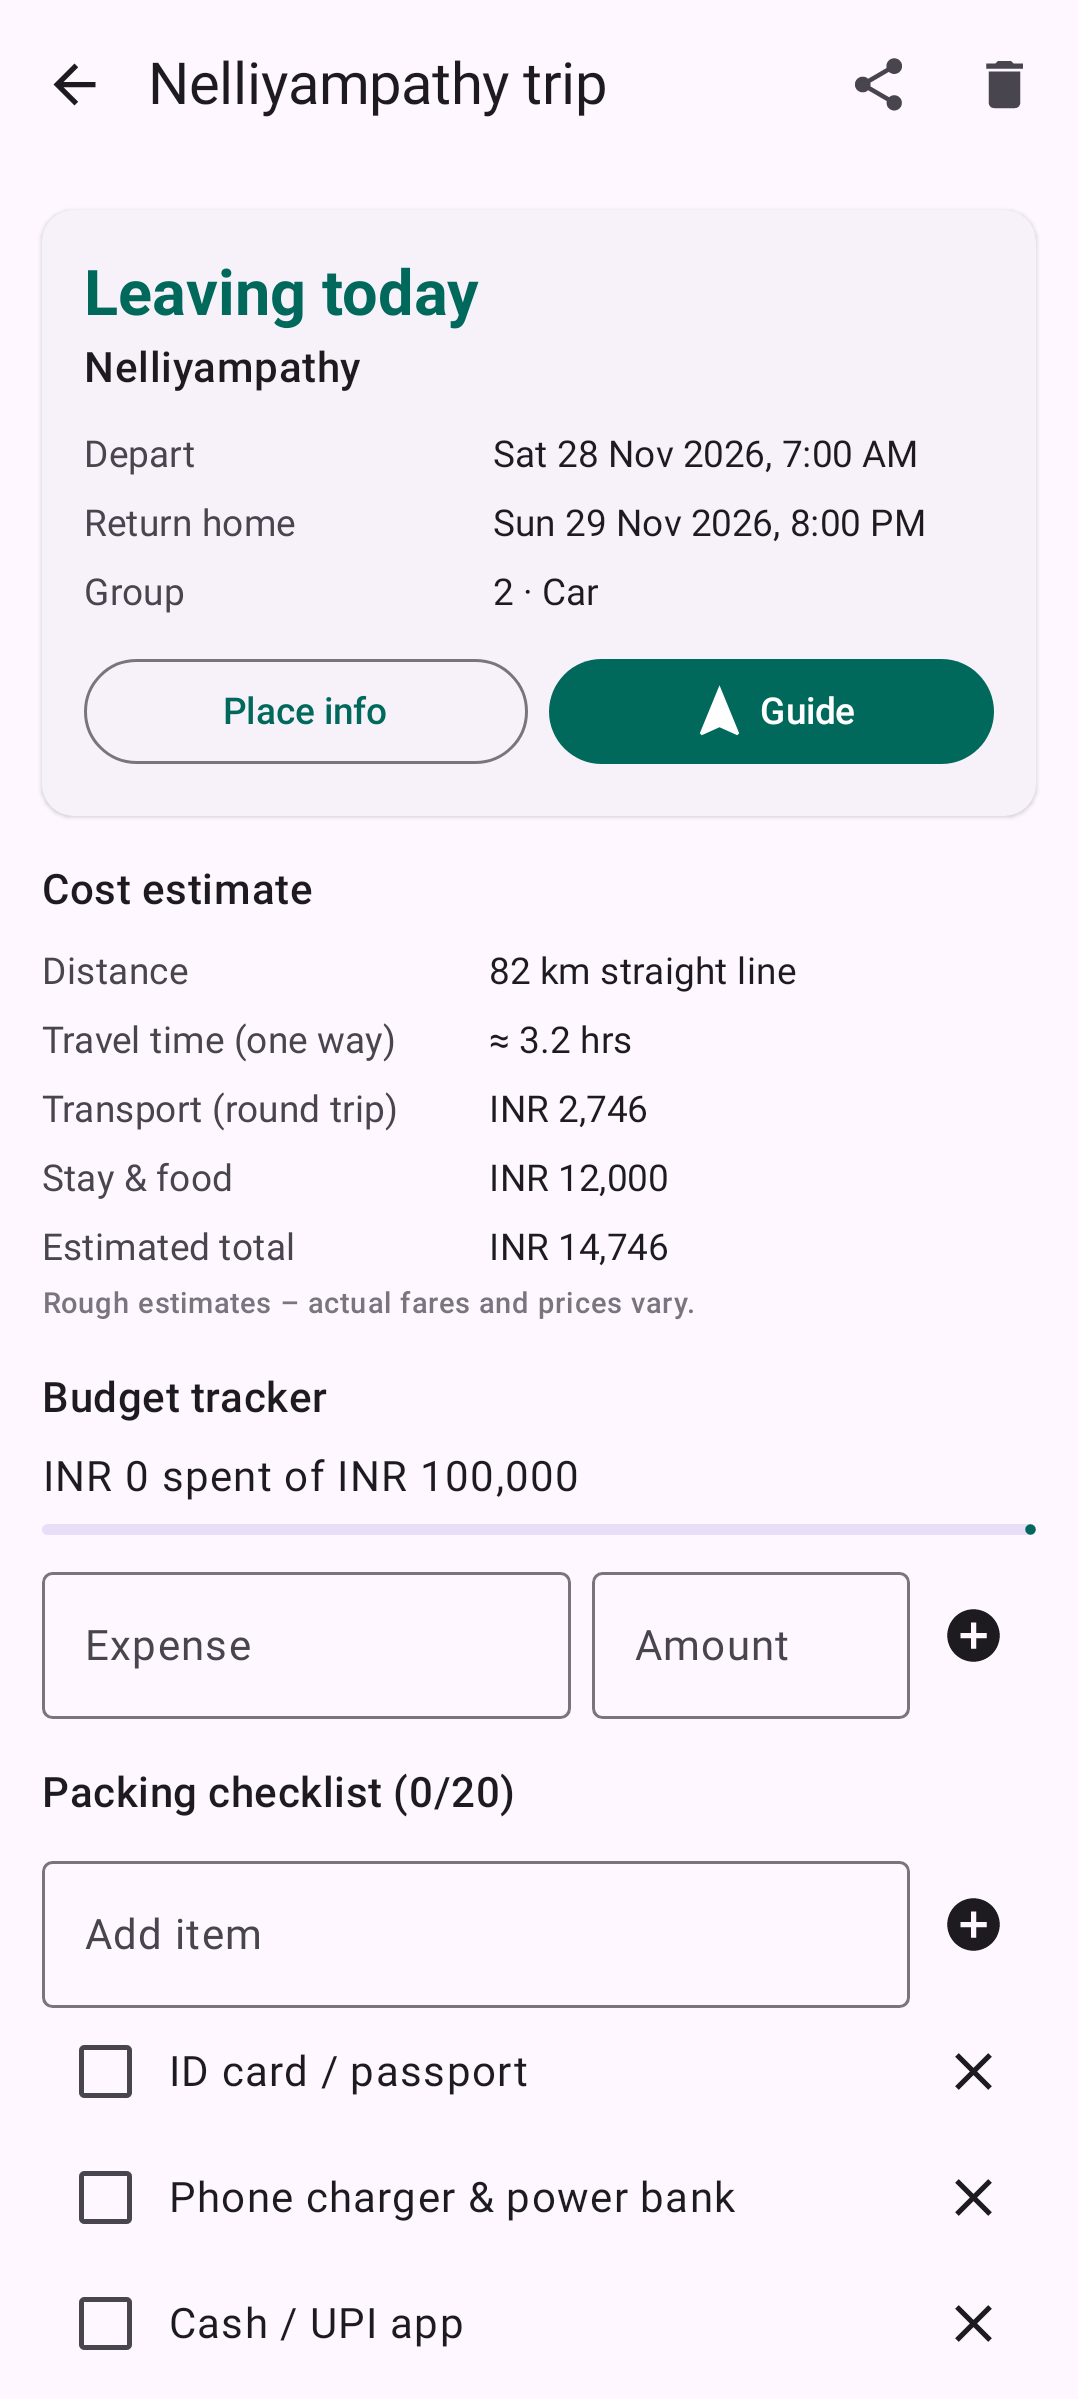 Nelliyampathy trip
Leaving today
Nelliyampathy
Depart Sat 28 Nov 2026, 7:00 AM
Return home Sun 29 Nov 2026, 8:00 PM
Group 2 · Car
Place info Guide
Cost estimate
Distance 82 km straight line
Travel time (one way) ≈ 3.2 hrs
Transport (round trip) INR 2,746
Stay & food INR 12,000
Estimated total INR 14,746
Rough estimates – actual fares and prices vary.
Budget tracker
INR 0 spent of INR 100,000
Expense Amount
Packing checklist (0/20)
Add item
ID card / passport
Phone charger & power bank
Cash / UPI app